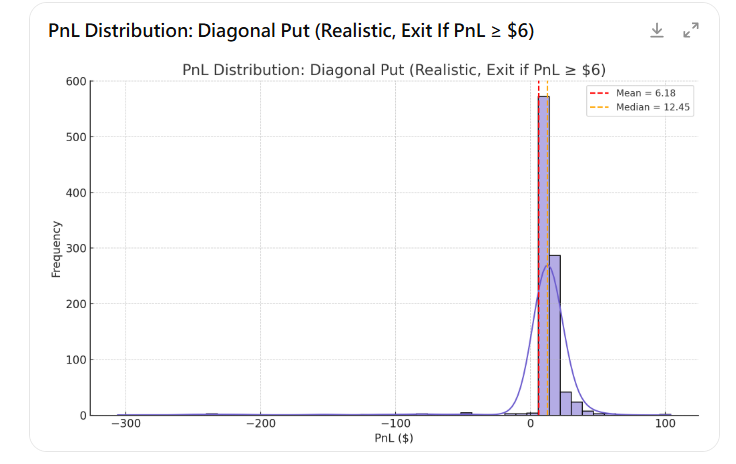 PnL Distribution: Diagonal Put (Realistic, Exit If PnL ≥ $6)
PnL Distribution: Diagonal Put (Realistic, Exit if PnL ≥ $6)
Mean = 6.18
Median = 12.45
600
500
400
300
200
100
0
Frequency
−300
−200
−100
0
100
PnL ($)